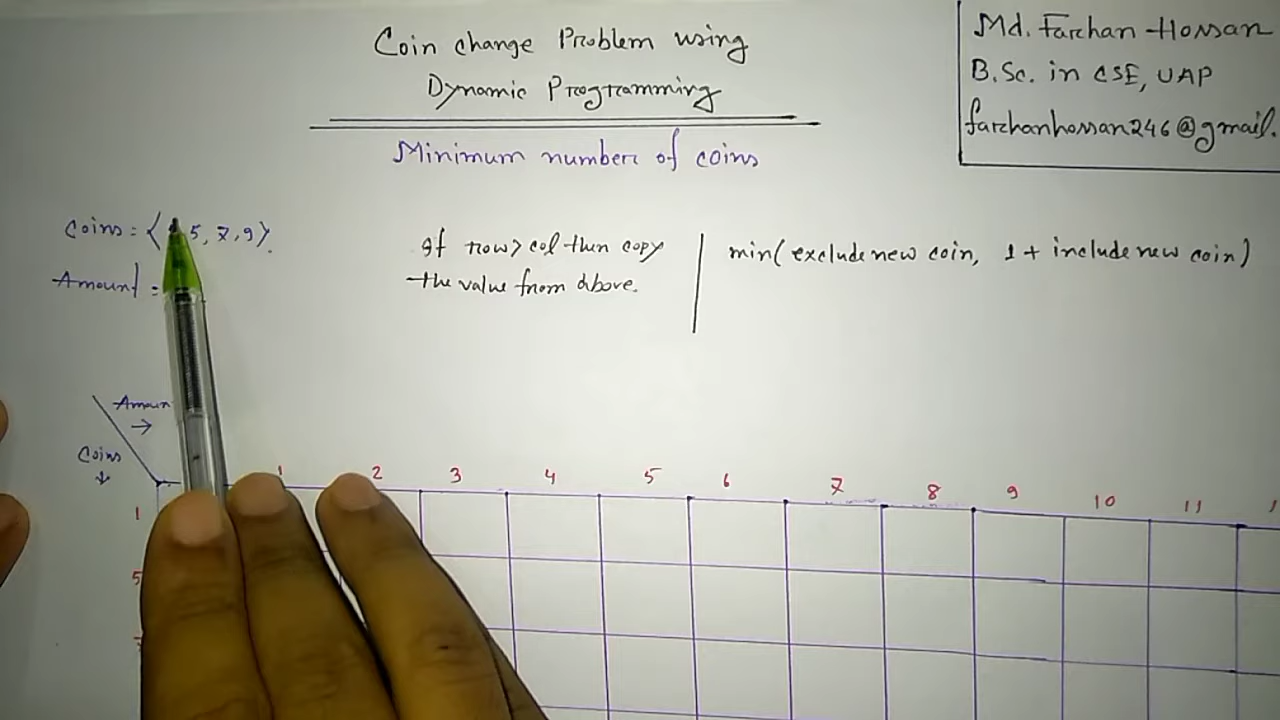 Coin change Problem using
Dynamic Programming
Minimum number of coins
Md. Farhan Hossan
B.Sc. in CSE, UAP
farhanhossan246@gmail.
Coins = { 5, 7, 9}.
Amount =
If row > col then copy
the value from above.
min( exclude new coin, 1 + include new coin)
Amoun
→
Coins
↓
1 2 3 4 5 6 7 8 9 10 11
1
5